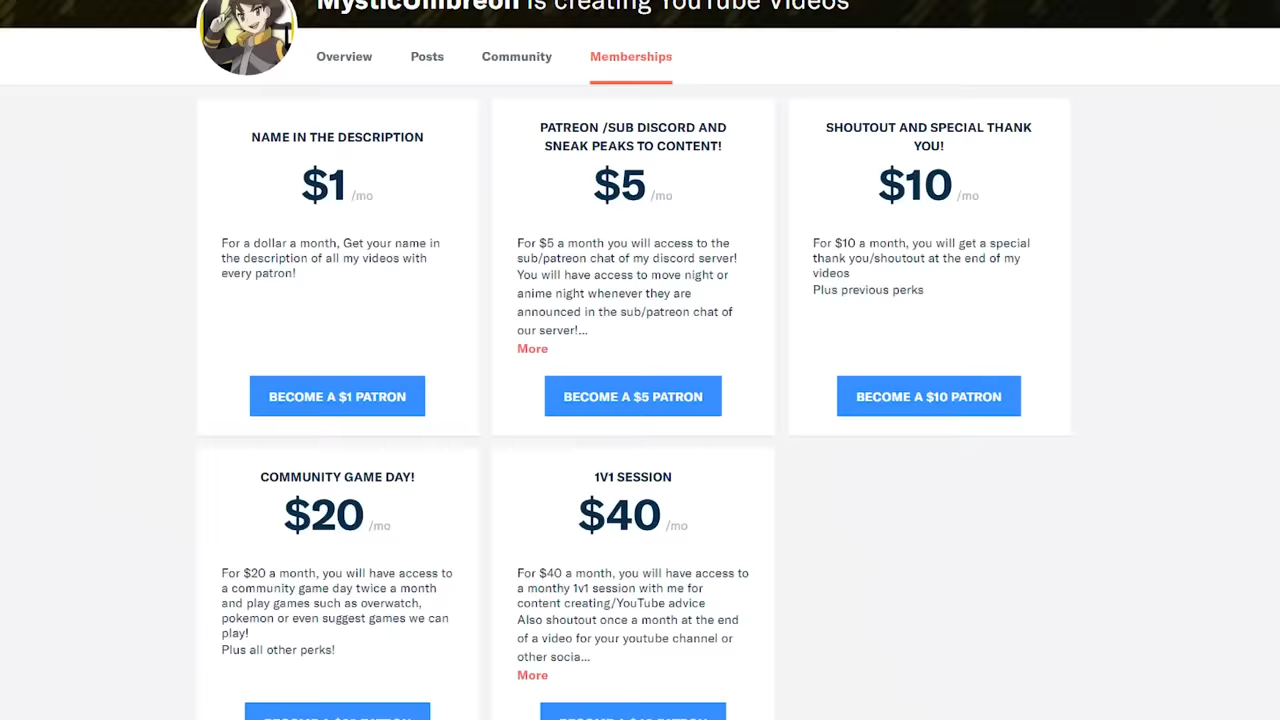 MysticUmbreon is creating YouTube Videos
Overview
Posts
Community
Memberships
NAME IN THE DESCRIPTION
$1 /mo
For a dollar a month, Get your name in
the description of all my videos with
every patron!
BECOME A $1 PATRON
PATREON /SUB DISCORD AND
SNEAK PEAKS TO CONTENT!
$5 /mo
For $5 a month you will access to the
sub/patreon chat of my discord server!
You will have access to move night or
anime night whenever they are
announced in the sub/patreon chat of
our server!...
More
BECOME A $5 PATRON
SHOUTOUT AND SPECIAL THANK
YOU!
$10 /mo
For $10 a month, you will get a special
thank you/shoutout at the end of my
videos
Plus previous perks
BECOME A $10 PATRON
COMMUNITY GAME DAY!
$20 /mo
For $20 a month, you will have access to
a community game day twice a month
and play games such as overwatch,
pokemon or even suggest games we can
play!
Plus all other perks!
1V1 SESSION
$40 /mo
For $40 a month, you will have access to
a monthy 1v1 session with me for
content creating/YouTube advice
Also shoutout once a month at the end
of a video for your youtube channel or
other socia...
More